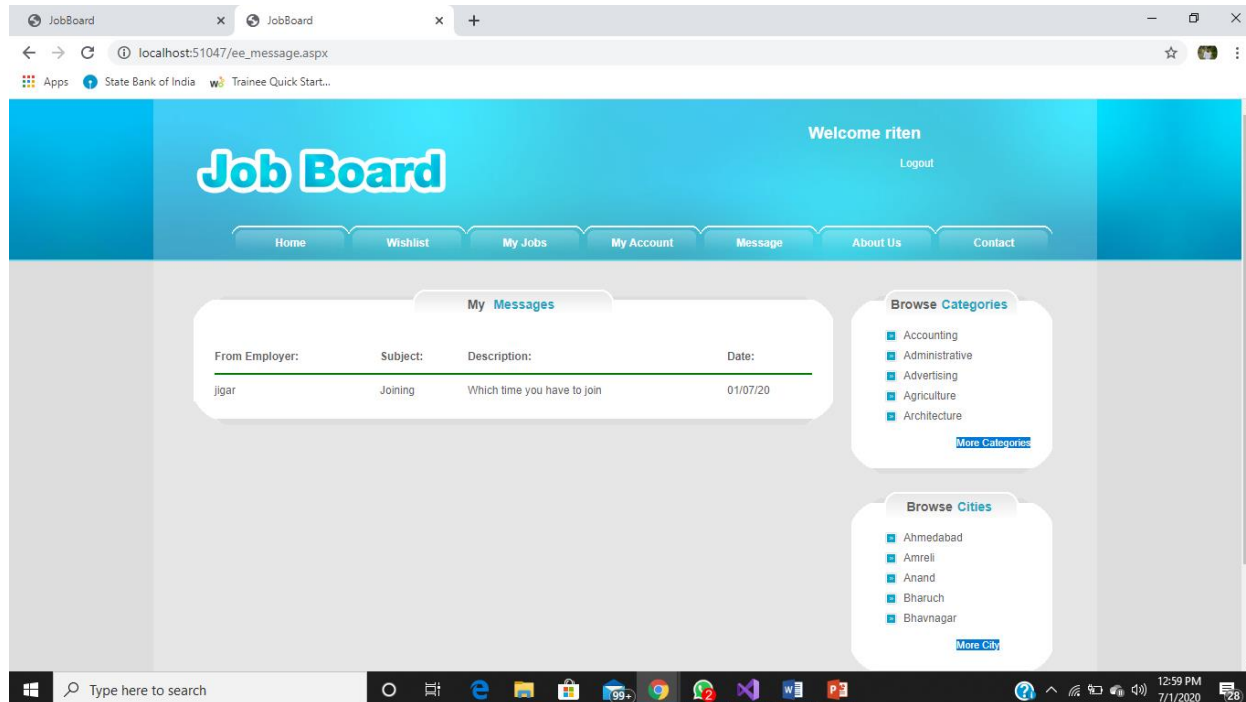 JobBoard
JobBoard
localhost:51047/ee_message.aspx
Apps State Bank of India Trainee Quick Start...
Welcome riten
Logout
Job Board
Home Wishlist My Jobs My Account Message About Us Contact
My Messages
From Employer: Subject: Description: Date:
jigar Joining Which time you have to join 01/07/20
Browse Categories
Accounting
Administrative
Advertising
Agriculture
Architecture
More Categories
Browse Cities
Ahmedabad
Amreli
Anand
Bharuch
Bhavnagar
More City
Type here to search
99+
2
12:59 PM
7/1/2020
28